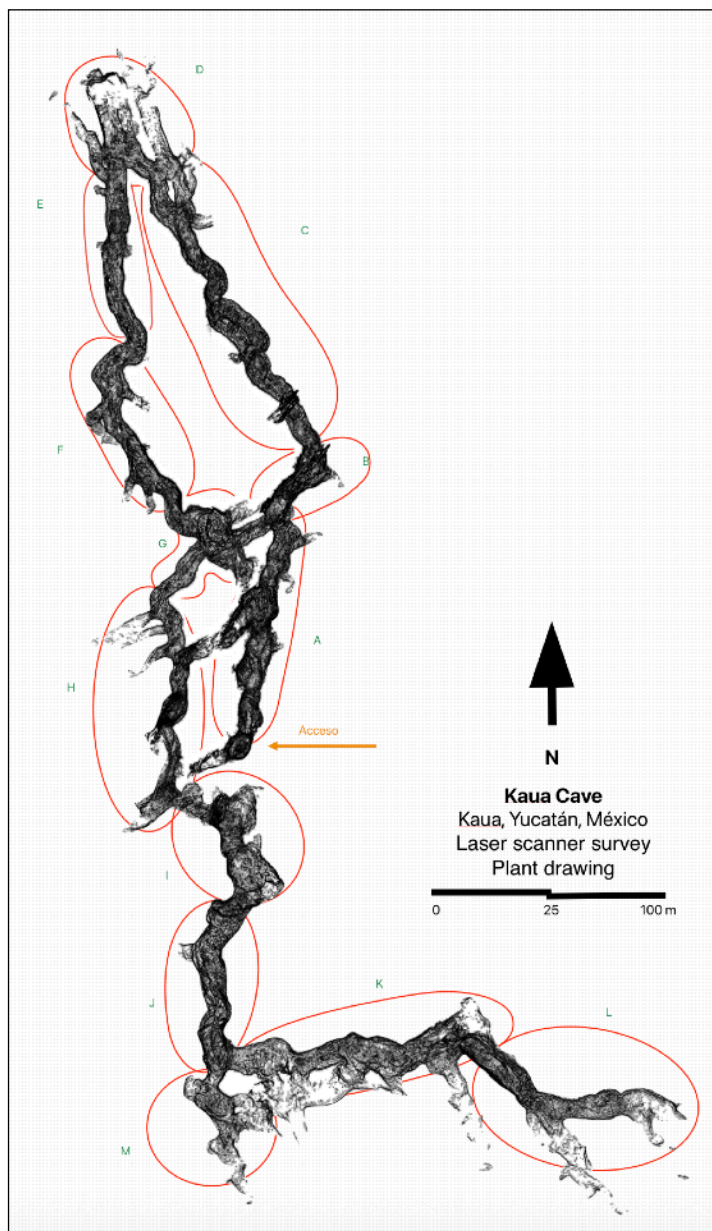 D
E
C
F
B
G
A
H
Acceso
N
Kaua Cave
Kaua, Yucatán, México
Laser scanner survey
Plant drawing
0 25 100 m
I
J
K
L
M